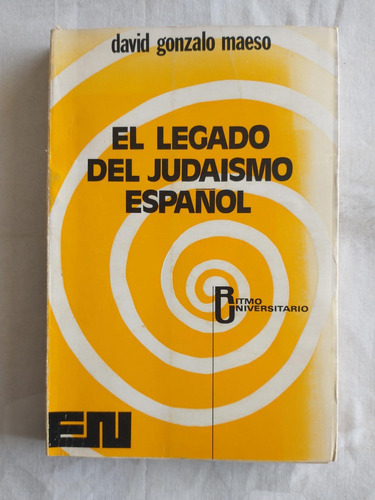 david gonzalo maeso
EL LEGADO
DEL JUDAISMO
ESPAÑOL
RITMO
UNIVERSITARIO
EN